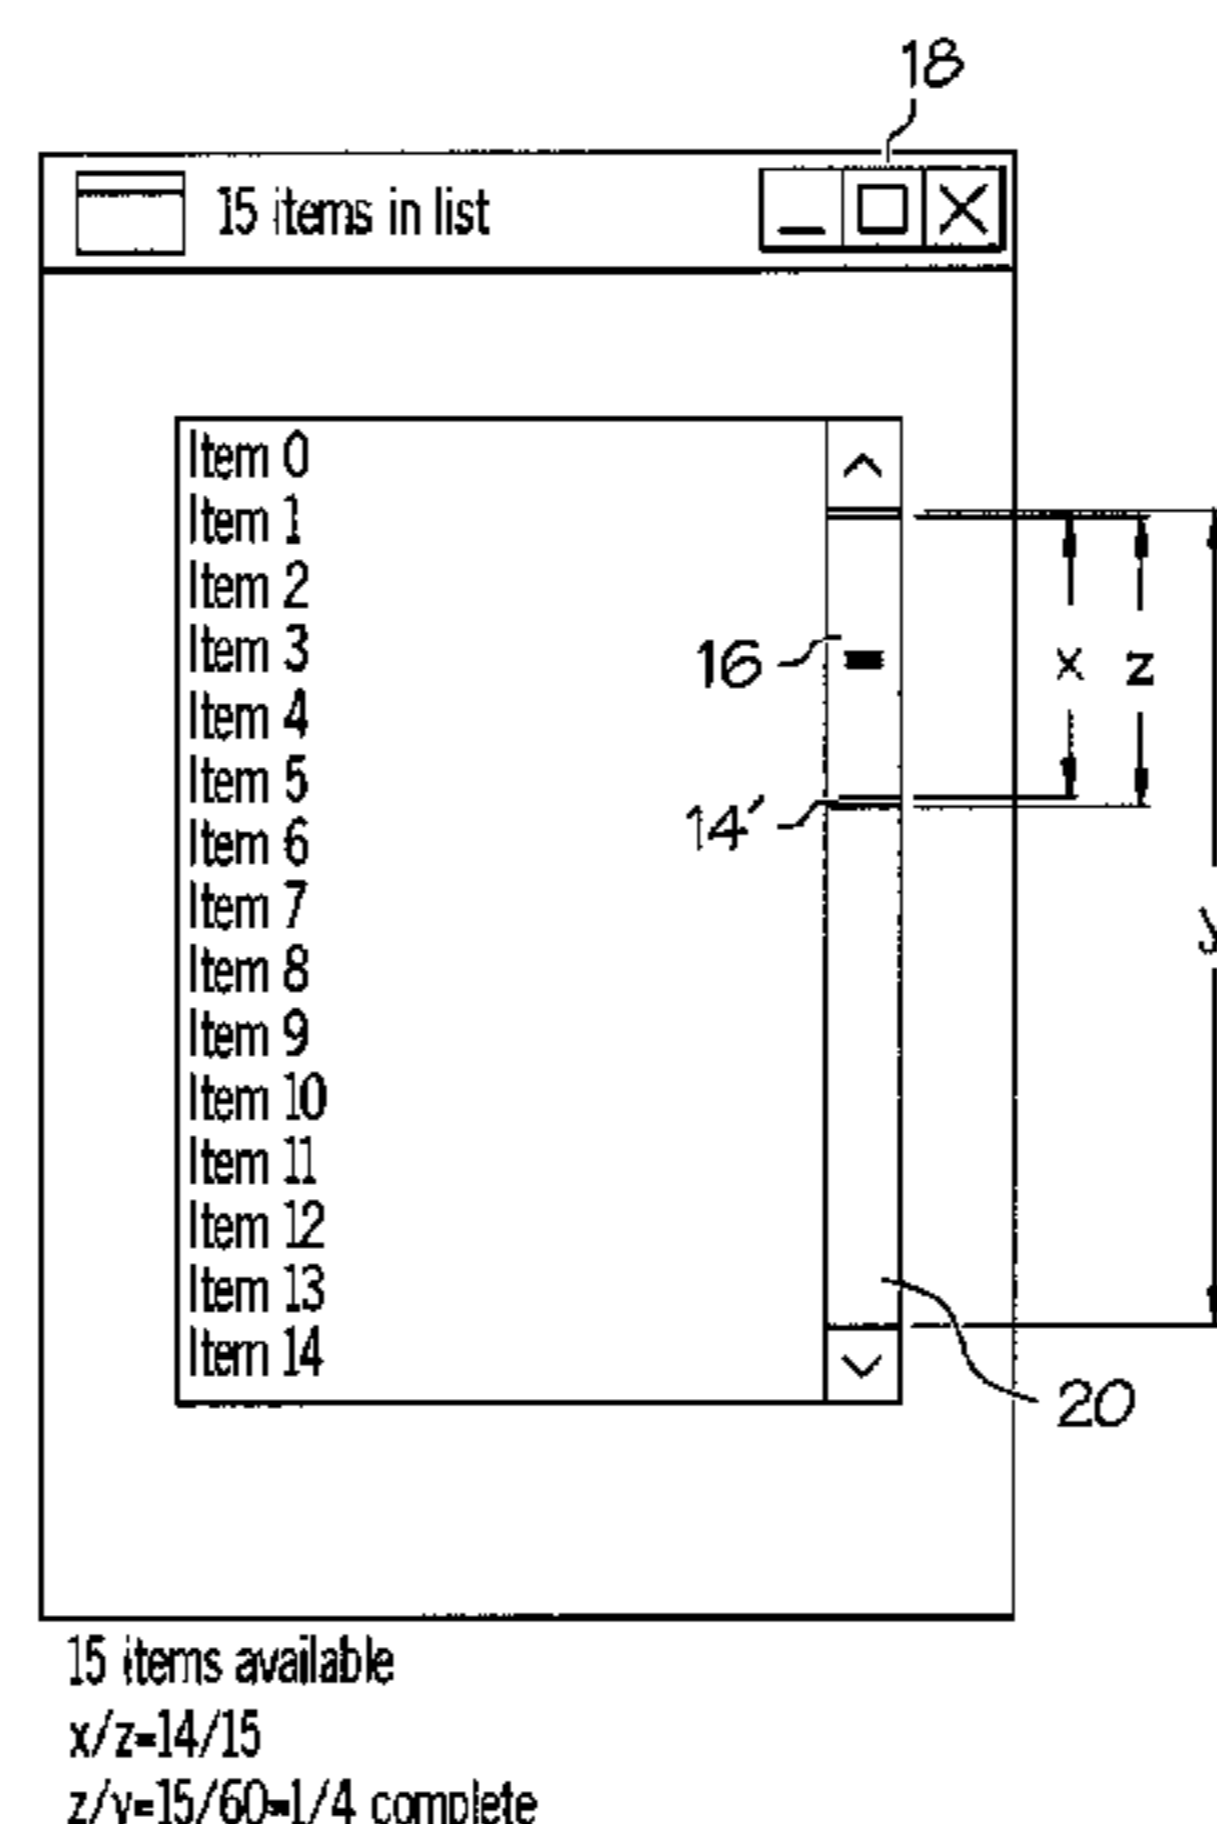 18
15 items in list
Item 0
Item 1
Item 2
Item 3
Item 4
Item 5
Item 6
Item 7
Item 8
Item 9
Item 10
Item 11
Item 12
Item 13
Item 14
16
x z
14′
y
20
15 items available
x/z=14/15
z/y=15/60=1/4 complete